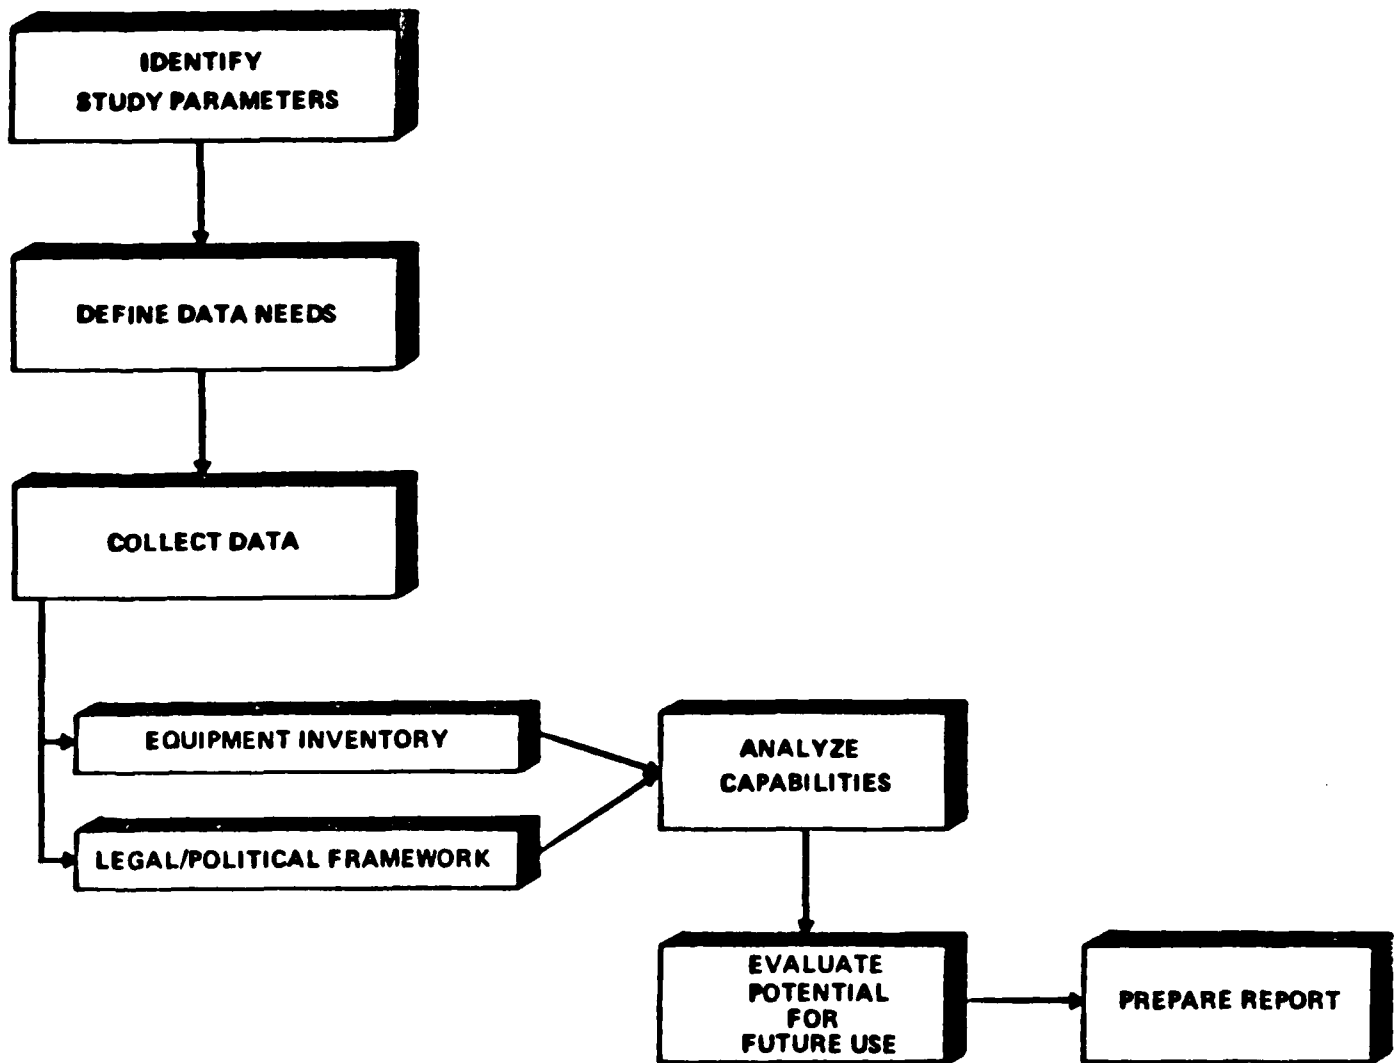 IDENTIFY
STUDY PARAMETERS
DEFINE DATA NEEDS
COLLECT DATA
EQUIPMENT INVENTORY
LEGAL/POLITICAL FRAMEWORK
ANALYZE
CAPABILITIES
EVALUATE
POTENTIAL
FOR
FUTURE USE
PREPARE REPORT